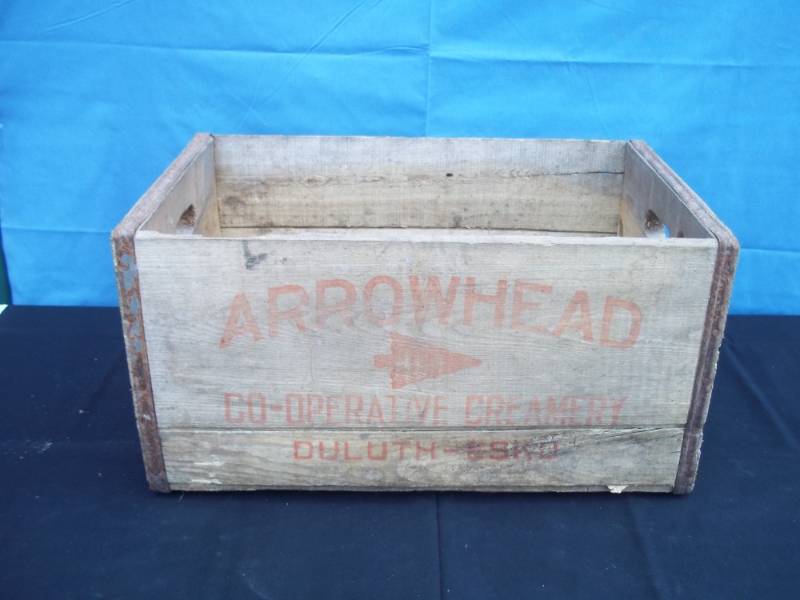 ARROWHEAD
CO-OPERATIVE CREAMERY
DULUTH-ESKO